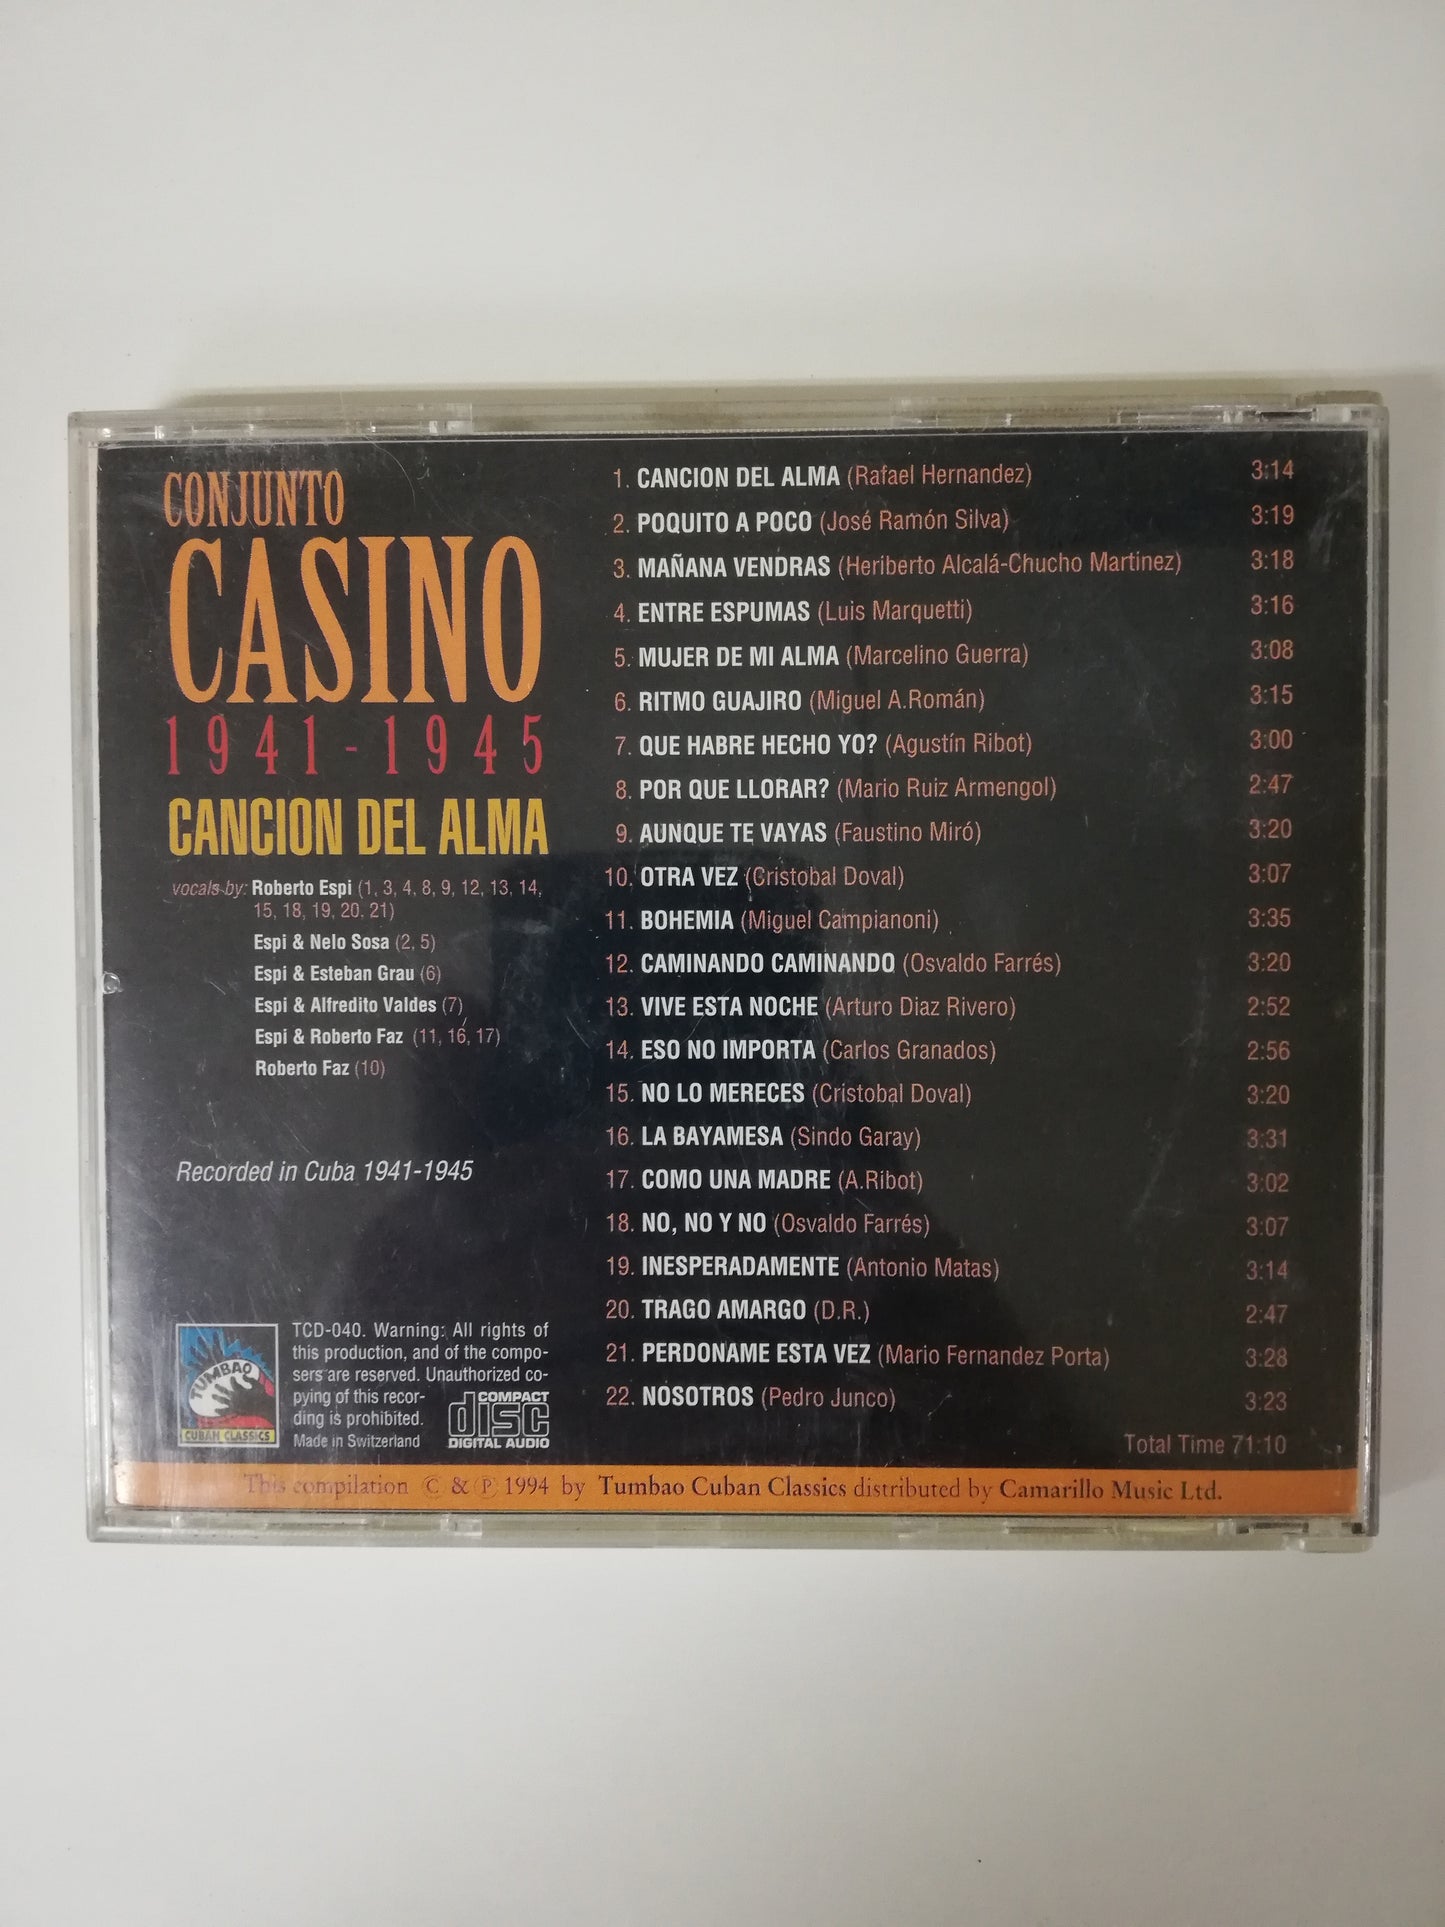 CONJUNTO
CASINO
1941-1945
CANCION DEL ALMA
vocals by: Roberto Espi (1, 3, 4, 8, 9, 12, 13, 14,
15, 18, 19, 20, 21)
Espi & Nelo Sosa (2, 5)
Espi & Esteban Grau (6)
Espi & Alfredito Valdes (7)
Espi & Roberto Faz (11, 16, 17)
Roberto Faz (10)
Recorded in Cuba 1941-1945
TUMBAO
CUBAN CLASSICS
TCD-040. Warning: All rights of
this production, and of the compo-
sers are reserved. Unauthorized co-
pying of this recor-
ding is prohibited.
Made in Switzerland
COMPACT
disc
DIGITAL AUDIO
1. CANCION DEL ALMA (Rafael Hernandez) 3:14
2. POQUITO A POCO (José Ramón Silva) 3:19
3. MAÑANA VENDRAS (Heriberto Alcalá-Chucho Martinez) 3:18
4. ENTRE ESPUMAS (Luis Marquetti) 3:16
5. MUJER DE MI ALMA (Marcelino Guerra) 3:08
6. RITMO GUAJIRO (Miguel A.Román) 3:15
7. QUE HABRE HECHO YO? (Agustín Ribot) 3:00
8. POR QUE LLORAR? (Mario Ruiz Armengol) 2:47
9. AUNQUE TE VAYAS (Faustino Miró) 3:20
10. OTRA VEZ (Cristobal Doval) 3:07
11. BOHEMIA (Miguel Campianoni) 3:35
12. CAMINANDO CAMINANDO (Osvaldo Farrés) 3:20
13. VIVE ESTA NOCHE (Arturo Diaz Rivero) 2:52
14. ESO NO IMPORTA (Carlos Granados) 2:56
15. NO LO MERECES (Cristobal Doval) 3:20
16. LA BAYAMESA (Sindo Garay) 3:31
17. COMO UNA MADRE (A.Ribot) 3:02
18. NO, NO Y NO (Osvaldo Farrés) 3:07
19. INESPERADAMENTE (Antonio Matas) 3:14
20. TRAGO AMARGO (D.R.) 2:47
21. PERDONAME ESTA VEZ (Mario Fernandez Porta) 3:28
22. NOSOTROS (Pedro Junco) 3:23
Total Time 71:10
This compilation © & ℗ 1994 by Tumbao Cuban Classics distributed by Camarillo Music Ltd.